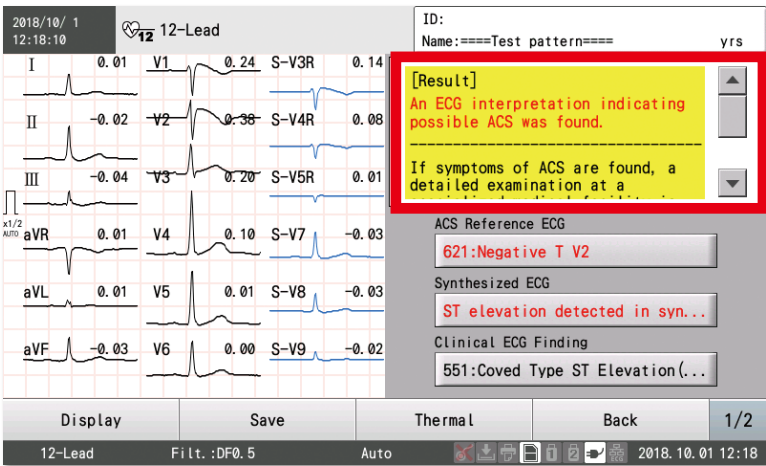 2018/10/ 1
12:18:10
12 12-Lead
ID:
Name:====Test pattern====
yrs
I 0.01 V1 0.24 S-V3R 0.14
II -0.02 V2 0.38 S-V4R 0.08
III -0.04 V3 0.20 S-V5R 0.01
x1/2
AUTO
aVR 0.01 V4 0.10 S-V7 -0.03
aVL 0.01 V5 0.01 S-V8 -0.03
aVF -0.03 V6 0.00 S-V9 -0.02
[Result]
An ECG interpretation indicating
possible ACS was found.
--------------------------------
If symptoms of ACS are found, a
detailed examination at a
ACS Reference ECG
621:Negative T V2
Synthesized ECG
ST elevation detected in syn...
Clinical ECG Finding
551:Coved Type ST Elevation(...
Display Save Thermal Back 1/2
12-Lead Filt.:DF0.5 Auto 1 2 2018.10.01 12:18